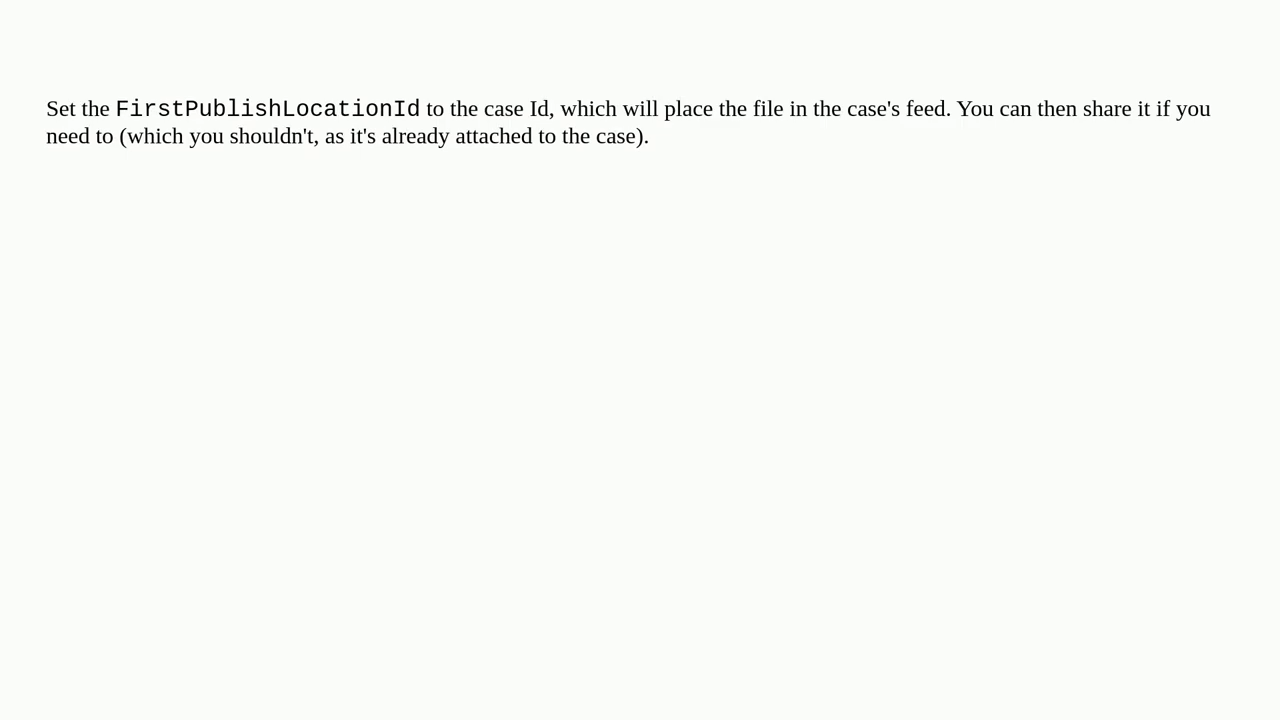 Set the FirstPublishLocationId to the case Id, which will place the file in the case's feed. You can then share it if you
need to (which you shouldn't, as it's already attached to the case).